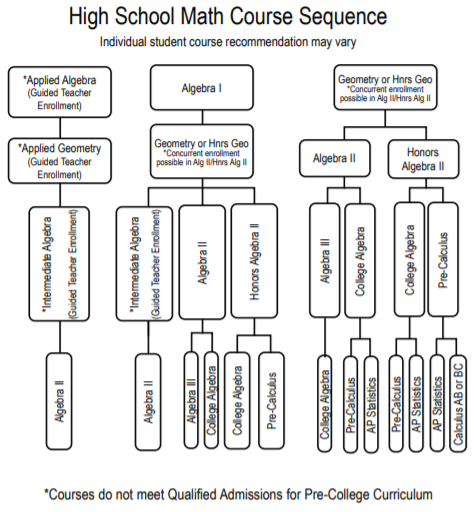 High School Math Course Sequence
Individual student course recommendation may vary
*Applied Algebra
(Guided Teacher
Enrollment)
*Applied Geometry
(Guided Teacher
Enrollment)
*Intermediate Algebra
(Guided Teacher Enrollment)
Algebra II
Algebra I
Geometry or Hnrs Geo
*Concurrent enrollment
possible in Alg II/Hnrs Alg II
*Intermediate Algebra
(Guided Teacher Enrollment)
Algebra II
Honors Algebra II
Algebra II
Algebra III
College Algebra
College Algebra
Pre-Calculus
Geometry or Hnrs Geo
*Concurrent enrollment
possible in Alg II/Hnrs Alg II
Algebra II
Honors
Algebra II
Algebra III
College Algebra
College Algebra
Pre-Calculus
College Algebra
Pre-Calculus
AP Statistics
Pre-Calculus
AP Statistics
AP Statistics
Calculus AB or BC
*Courses do not meet Qualified Admissions for Pre-College Curriculum